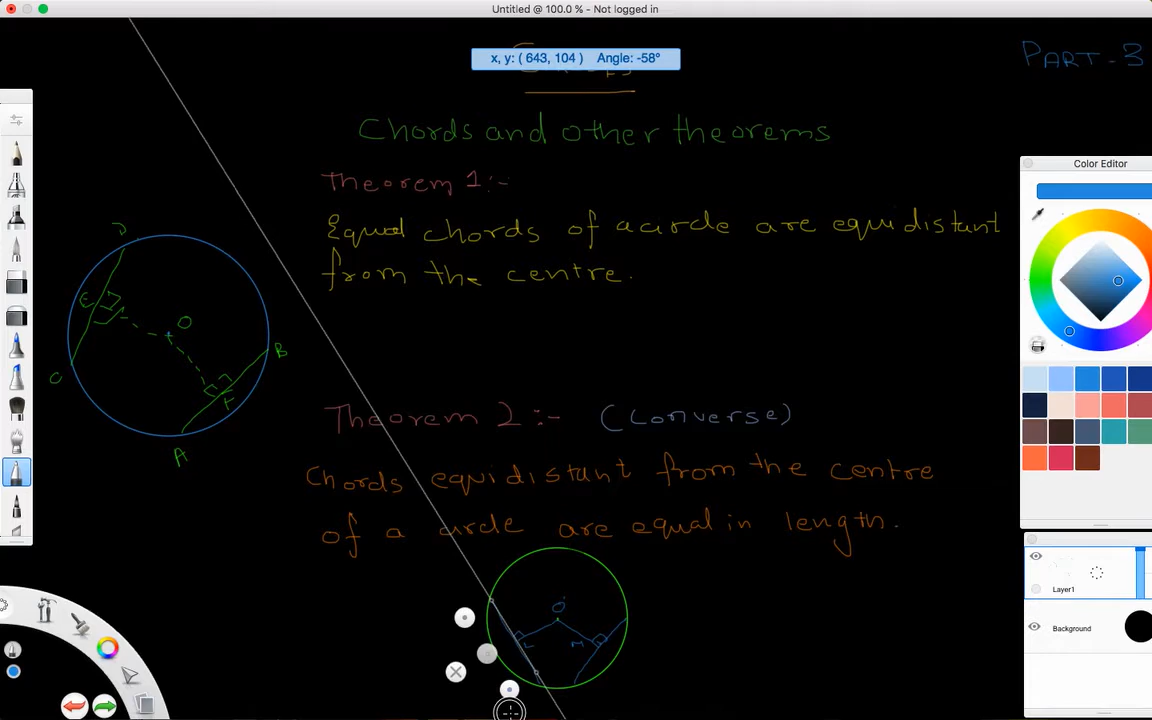 Untitled @ 100.0 % - Not logged in
x, y: ( 643, 104 ) Angle: -58°
PART-3
Chords and other theorems
Theorem 1:-
Equal chords of a circle are equidistant
from the centre.
Color Editor
D
E
O
B
C
F
A
Theorem 2:- (Converse)
Chords equidistant from the centre
of a circle are equal in length.
O
L M
Layer1
Background